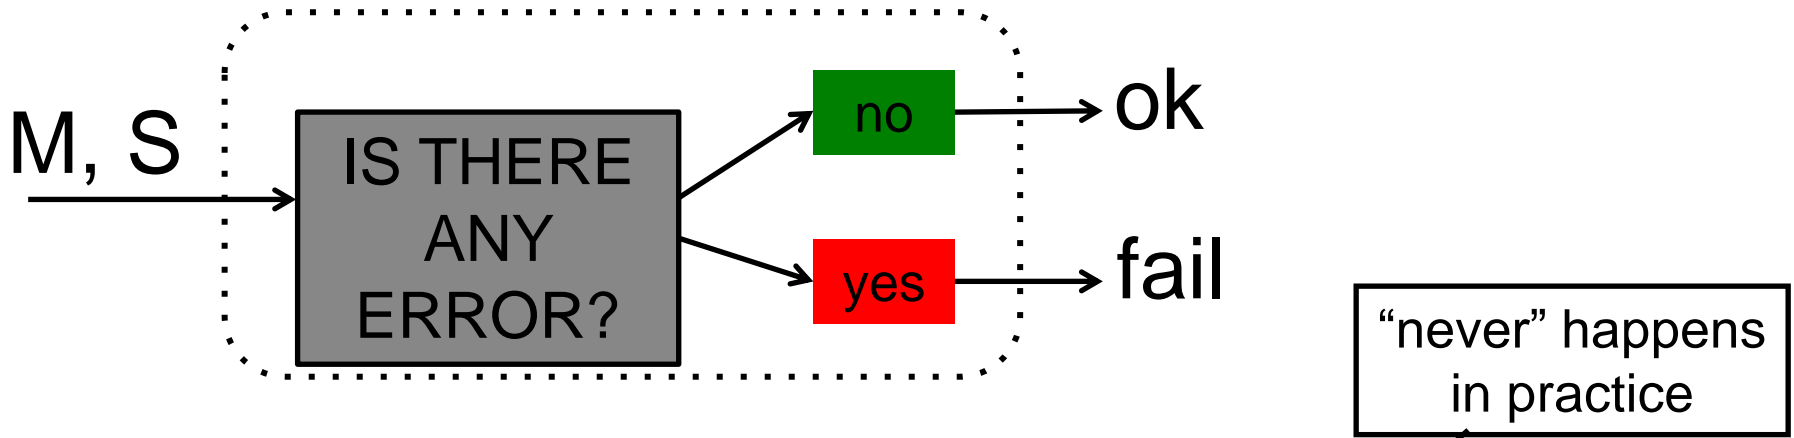 M, S
IS THERE
ANY
ERROR?
no
ok
yes
fail
“never” happens
in practice